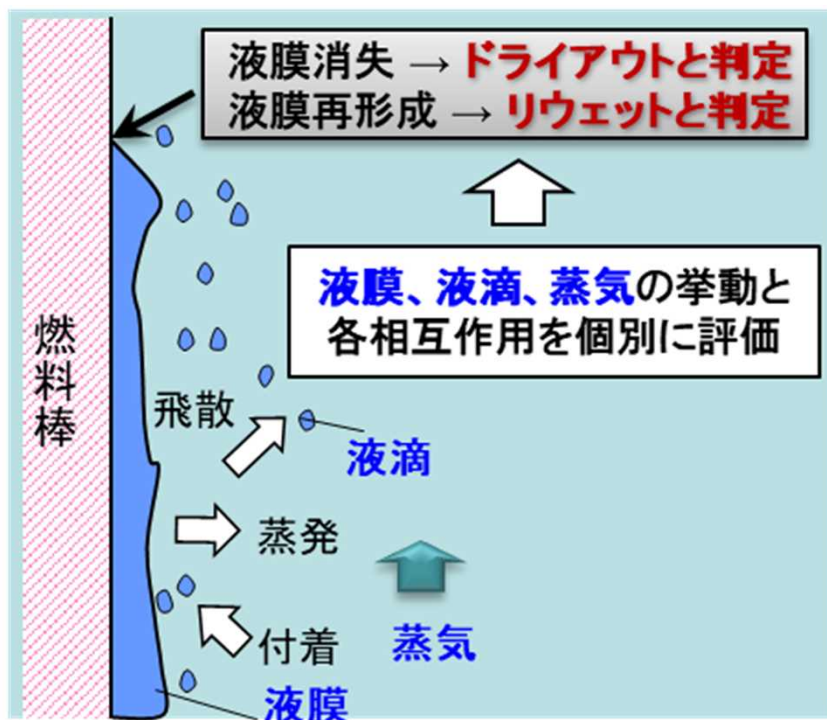 液膜消失 → ドライアウトと判定
液膜再形成 → リウェットと判定
液膜、液滴、蒸気の挙動と
各相互作用を個別に評価
燃料棒
飛散
液滴
蒸発
付着
蒸気
液膜